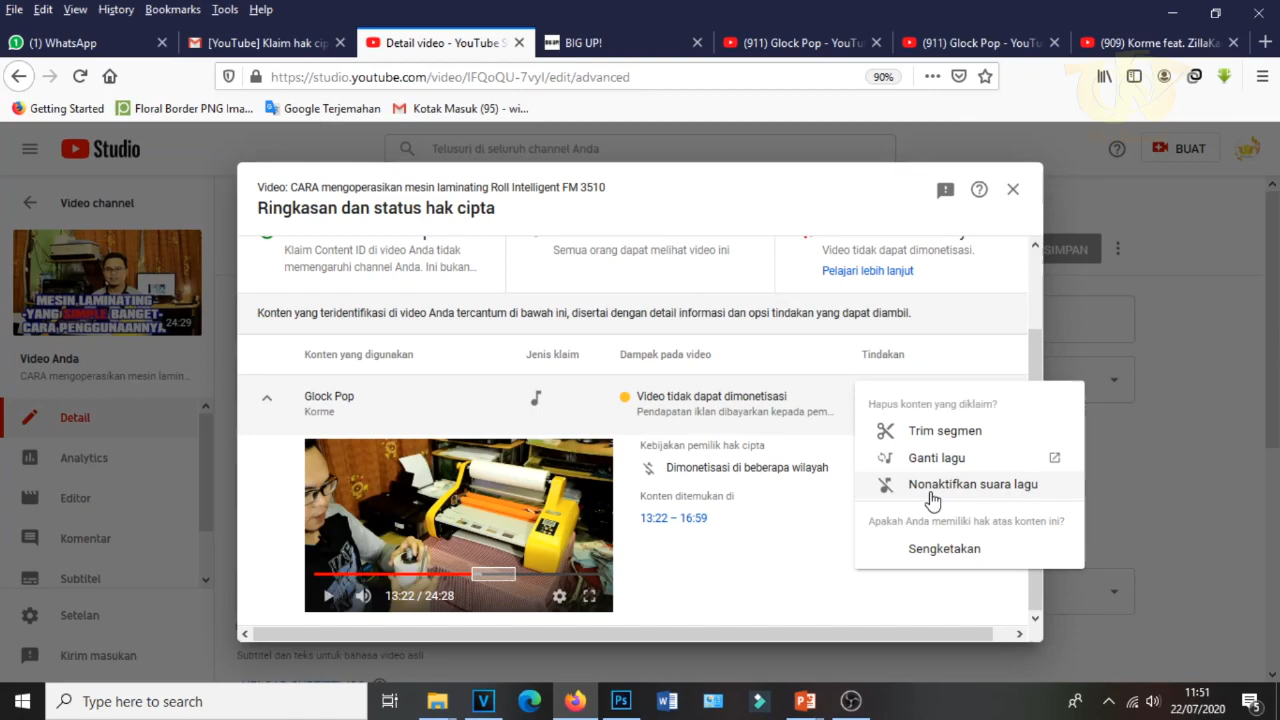 File Edit View History Bookmarks Tools Help
(1) WhatsApp
[YouTube] Klaim hak cip
Detail video - YouTube S
BIG UP!
(911) Glock Pop - YouTu
(911) Glock Pop - YouTu
(909) Korme feat. ZillaKa
https://studio.youtube.com/video/IFQoQU-7vyI/edit/advanced
90%
Getting Started
Floral Border PNG Ima...
Google Terjemahan
Kotak Masuk (95) - wi...
Studio
Telusuri di seluruh channel Anda
BUAT
Video channel
MESIN LAMINATING
-YANG SIMPLE BANGET-
CARA PENGGUNAANNYA
24:29
Video Anda
CARA mengoperasikan mesin lamin...
Detail
Analytics
Editor
Komentar
Subtitel
Setelan
Kirim masukan
Video: CARA mengoperasikan mesin laminating Roll Intelligent FM 3510
Ringkasan dan status hak cipta
Klaim Content ID di video Anda tidak
memengaruhi channel Anda. Ini bukan...
Semua orang dapat melihat video ini
Video tidak dapat dimonetisasi.
Pelajari lebih lanjut
SIMPAN
Konten yang teridentifikasi di video Anda tercantum di bawah ini, disertai dengan detail informasi dan opsi tindakan yang dapat diambil.
Konten yang digunakan
Jenis klaim
Dampak pada video
Tindakan
Glock Pop
Korme
Video tidak dapat dimonetisasi
Pendapatan iklan dibayarkan kepada pem...
Kebijakan pemilik hak cipta
Dimonetisasi di beberapa wilayah
Konten ditemukan di
13:22 – 16:59
13:22 / 24:28
Hapus konten yang diklaim?
Trim segmen
Ganti lagu
Nonaktifkan suara lagu
Apakah Anda memiliki hak atas konten ini?
Sengketakan
Subtitel dan teks untuk bahasa video asli
Type here to search
11:51
22/07/2020
5